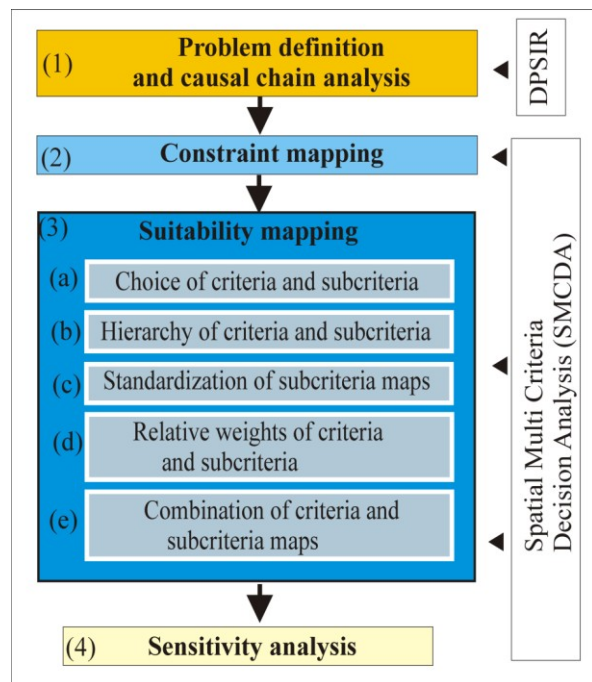 (1) Problem definition
and causal chain analysis
DPSIR
(2) Constraint mapping
(3) Suitability mapping
(a) Choice of criteria and subcriteria
(b) Hierarchy of criteria and subcriteria
(c) Standardization of subcriteria maps
(d) Relative weights of criteria
and subcriteria
(e) Combination of criteria and
subcriteria maps
Spatial Multi Criteria
Decision Analysis (SMCDA)
(4) Sensitivity analysis